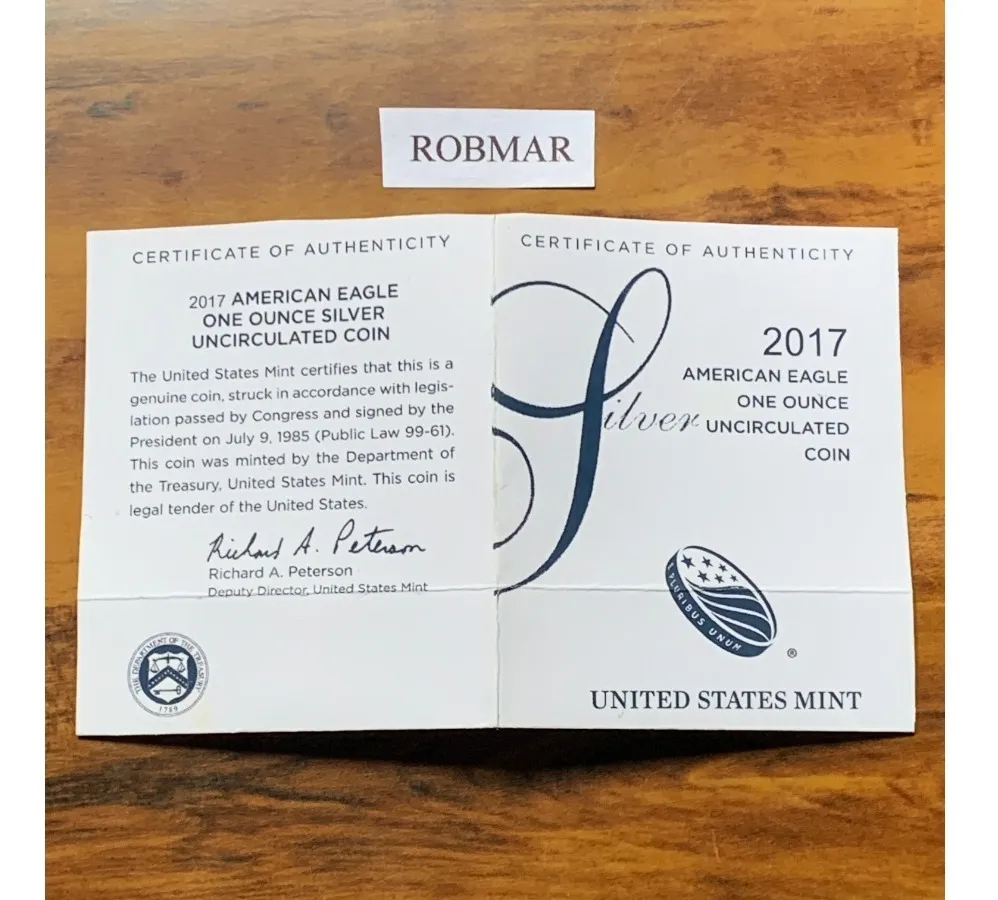 ROBMAR
CERTIFICATE OF AUTHENTICITY
2017 AMERICAN EAGLE
ONE OUNCE SILVER
UNCIRCULATED COIN
The United States Mint certifies that this is a
genuine coin, struck in accordance with legis-
lation passed by Congress and signed by the
President on July 9, 1985 (Public Law 99-61).
This coin was minted by the Department of
the Treasury, United States Mint. This coin is
legal tender of the United States.
Richard A. Peterson
Richard A. Peterson
Deputy Director, United States Mint
THE DEPARTMENT OF THE TREASURY
1789
CERTIFICATE OF AUTHENTICITY
Silver
2017
AMERICAN EAGLE
ONE OUNCE
UNCIRCULATED
COIN
E PLURIBUS UNUM
®
UNITED STATES MINT